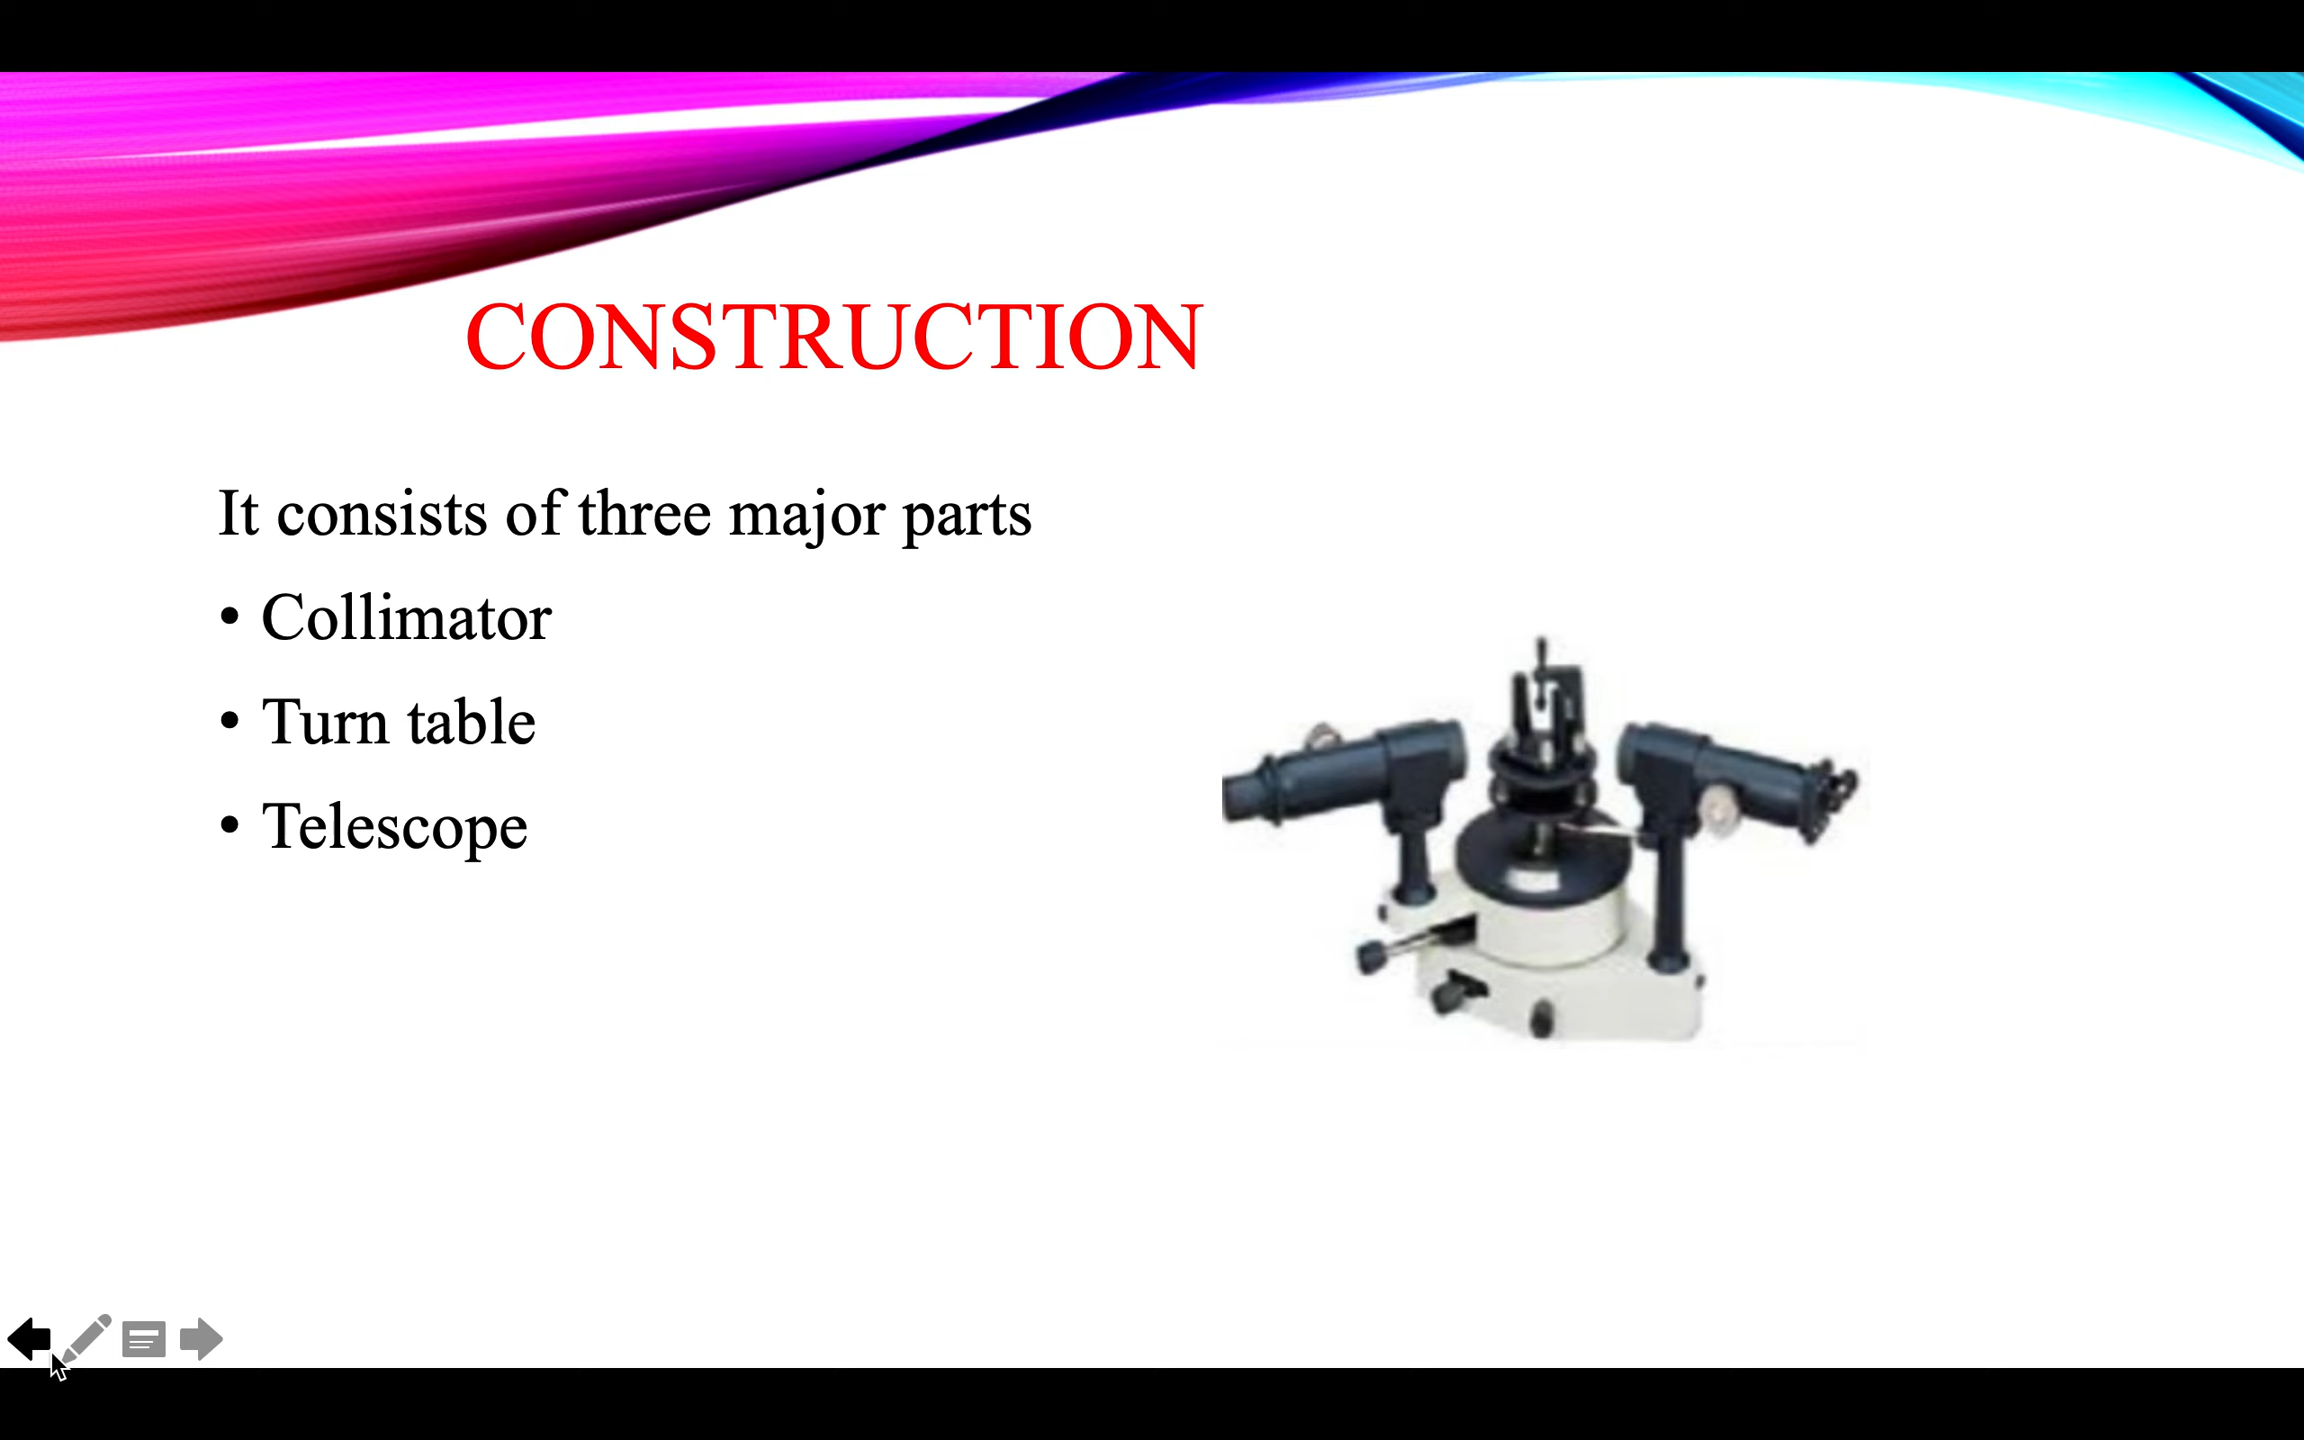 CONSTRUCTION
It consists of three major parts
• Collimator
• Turn table
• Telescope